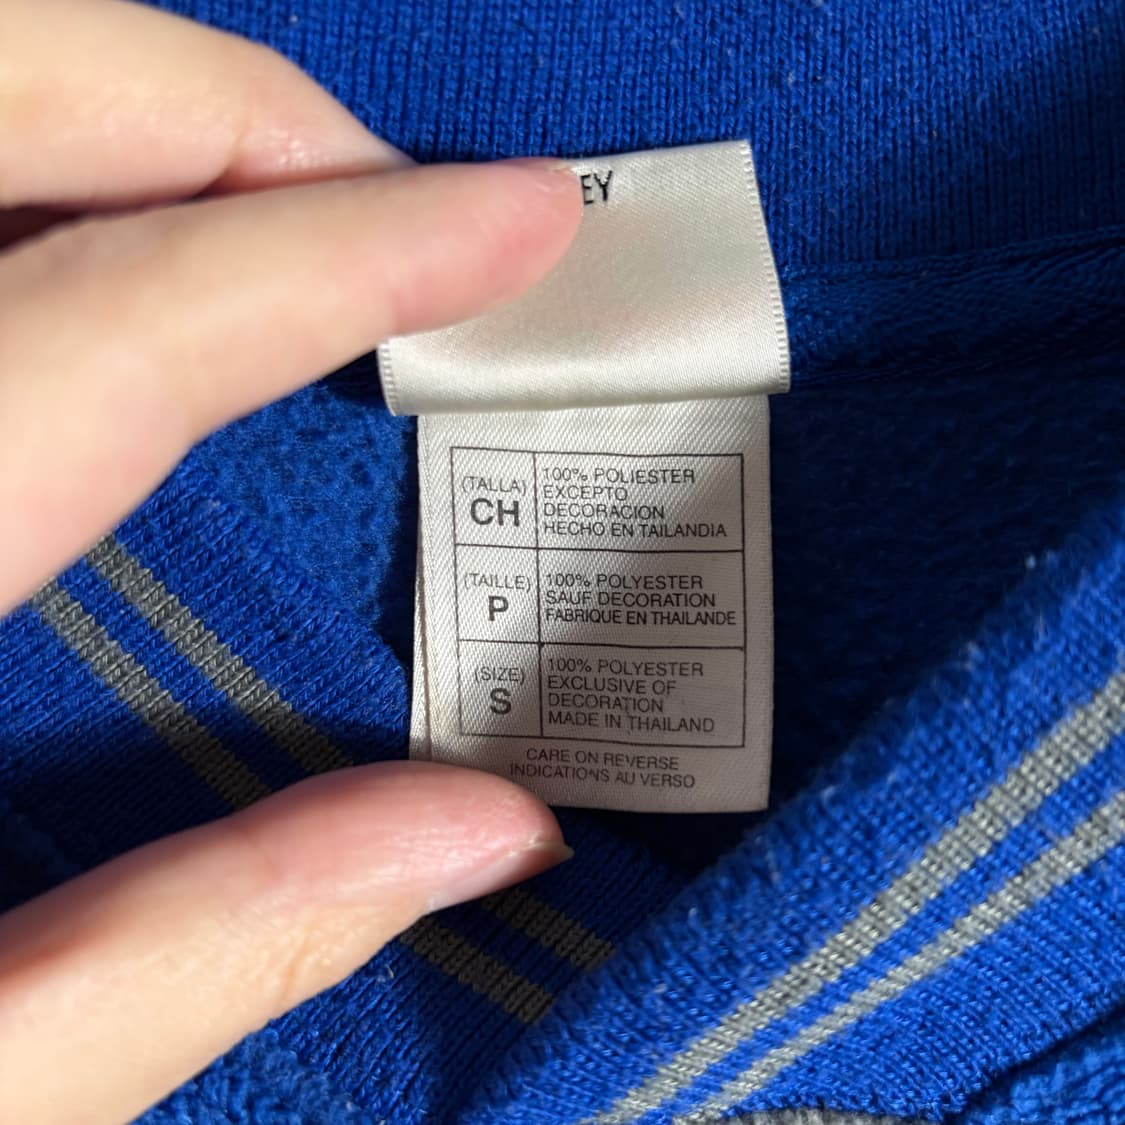 EY
(TALLA)
CH
100% POLIESTER
EXCEPTO
DECORACION
HECHO EN TAILANDIA
(TAILLE)
P
100% POLYESTER
SAUF DECORATION
FABRIQUE EN THAILANDE
(SIZE)
S
100% POLYESTER
EXCLUSIVE OF
DECORATION
MADE IN THAILAND
CARE ON REVERSE
INDICATIONS AU VERSO